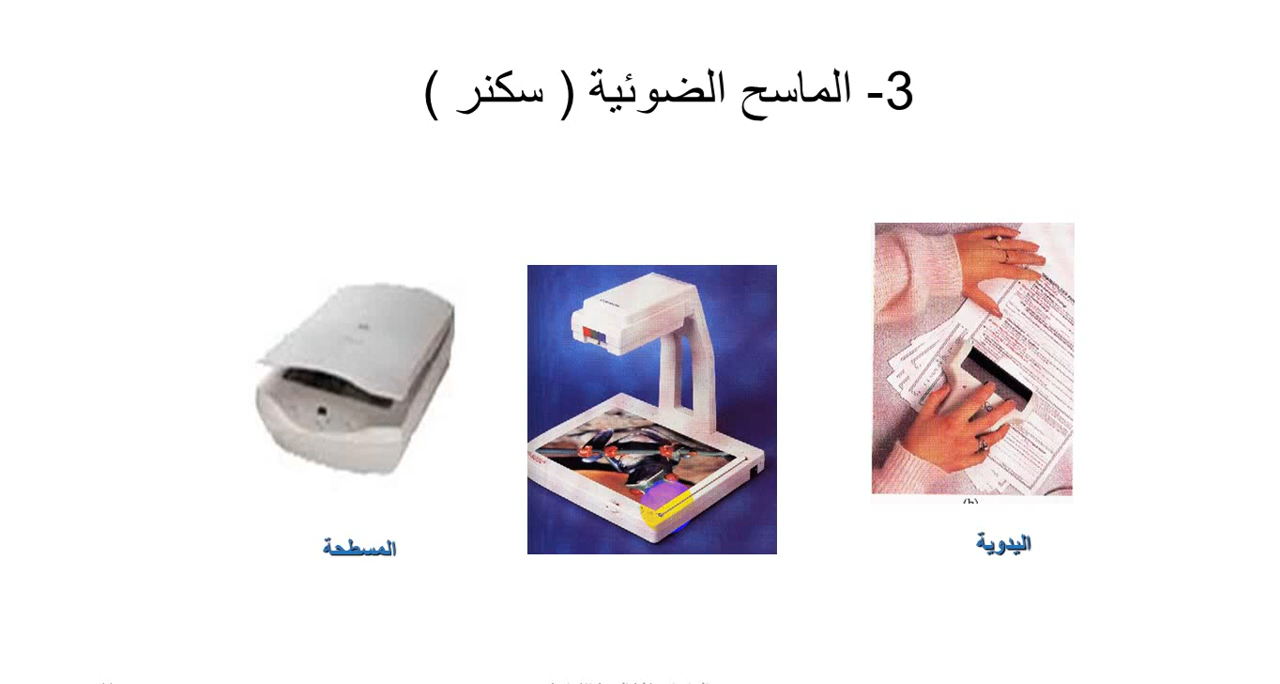 3- الماسح الضوئية ( سكنر )
(b)
اليدوية
المسطحة